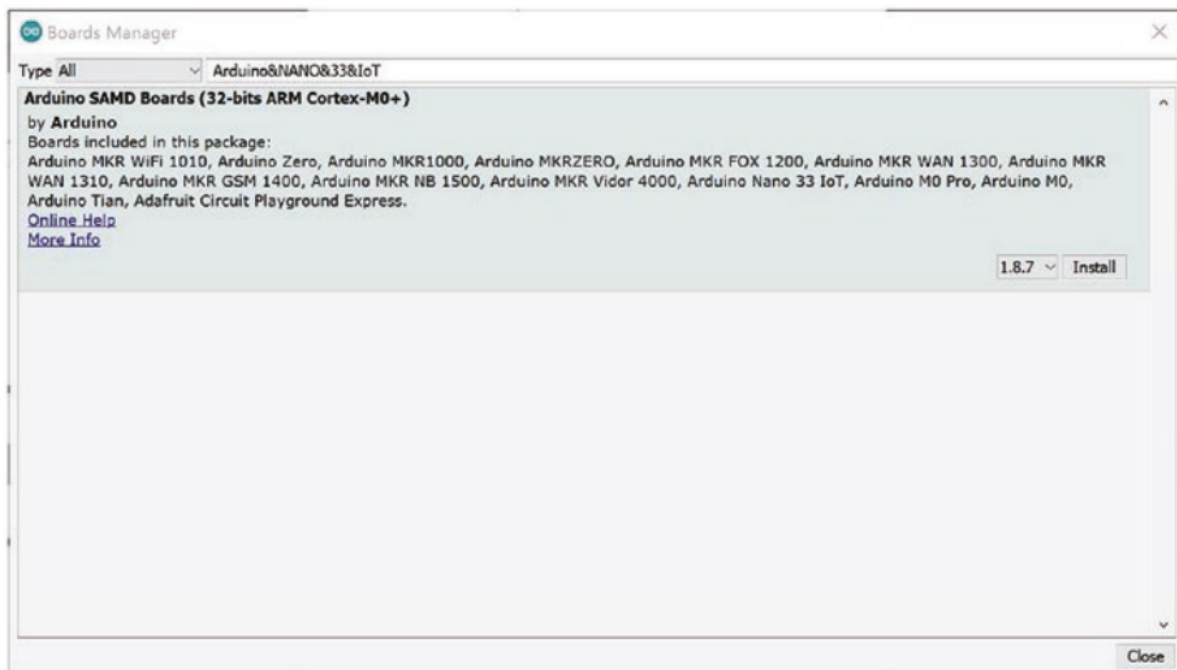 Boards Manager
Type All Arduino&NANO&33&IoT
Arduino SAMD Boards (32-bits ARM Cortex-M0+)
by Arduino
Boards included in this package:
Arduino MKR WiFi 1010, Arduino Zero, Arduino MKR1000, Arduino MKRZERO, Arduino MKR FOX 1200, Arduino MKR WAN 1300, Arduino MKR
WAN 1310, Arduino MKR GSM 1400, Arduino MKR NB 1500, Arduino MKR Vidor 4000, Arduino Nano 33 IoT, Arduino M0 Pro, Arduino M0,
Arduino Tian, Adafruit Circuit Playground Express.
Online Help
More Info
1.8.7 Install
Close